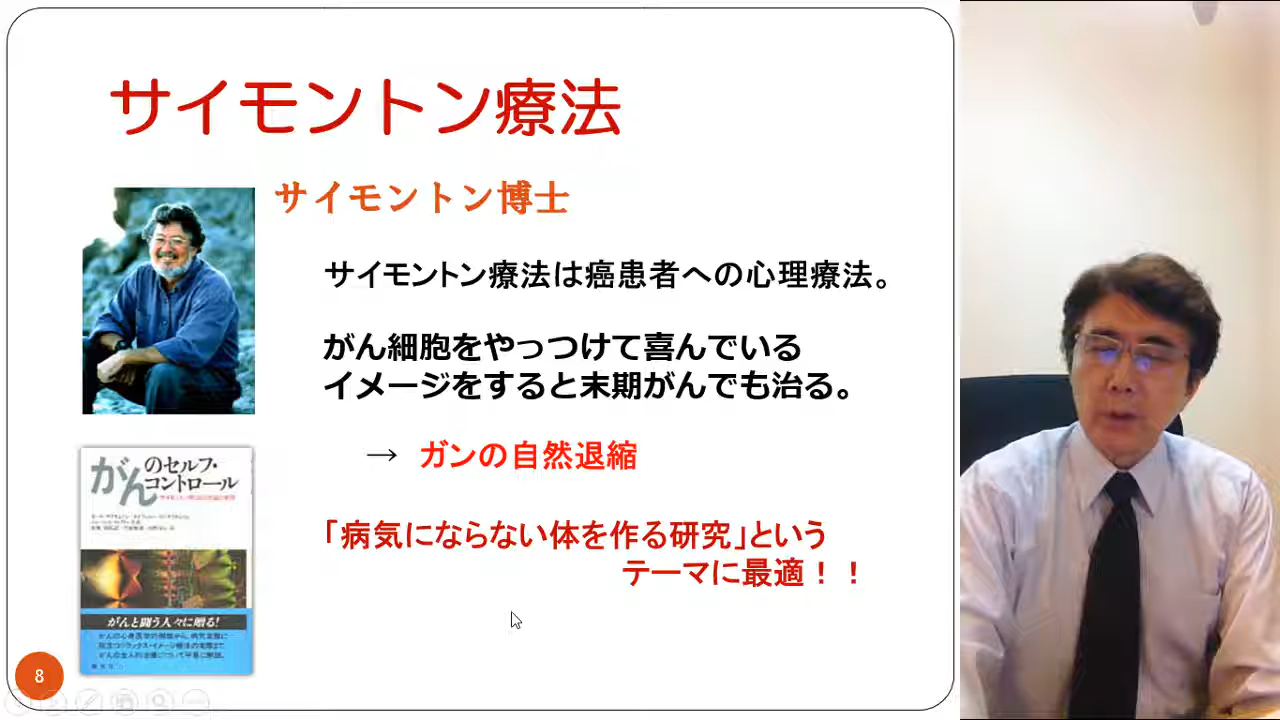 サイモントン療法
サイモントン博士
サイモントン療法は癌患者への心理療法。
がん細胞をやっつけて喜んでいる
イメージをすると末期がんでも治る。
→ ガンの自然退縮
「病気にならない体を作る研究」という
テーマに最適！！
がんのセルフ・
コントロール
がんと闘う人々に贈る!
8